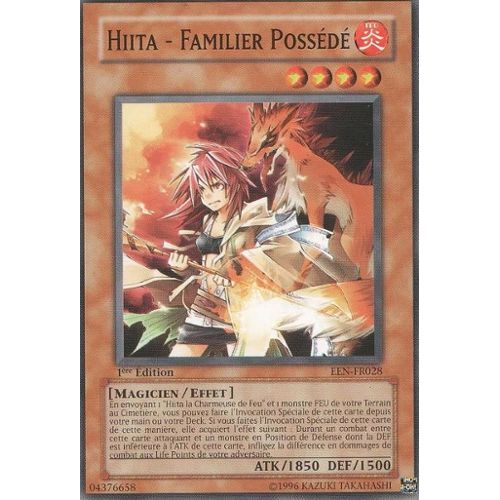 Hiita - Familier Possédé
FEU
炎
1ère Édition
EEN-FR028
[Magicien / Effet]
En envoyant : "Hiita la Charmeuse de Feu" et 1 monstre FEU de votre Terrain
au Cimetière, vous pouvez faire l'Invocation Spéciale de cette carte depuis
votre main ou votre Deck. Si vous faites l'Invocation Spéciale de cette carte
de cette manière, elle acquiert l'effet suivant : Durant un combat entre
cette carte attaquant et un monstre en Position de Défense dont la DEF
est inférieure à l'ATK de cette carte, infligez la différence en dommages de
combat aux Life Points de votre adversaire.
ATK/1850 DEF/1500
04376658
©1996 KAZUKI TAKAHASHI